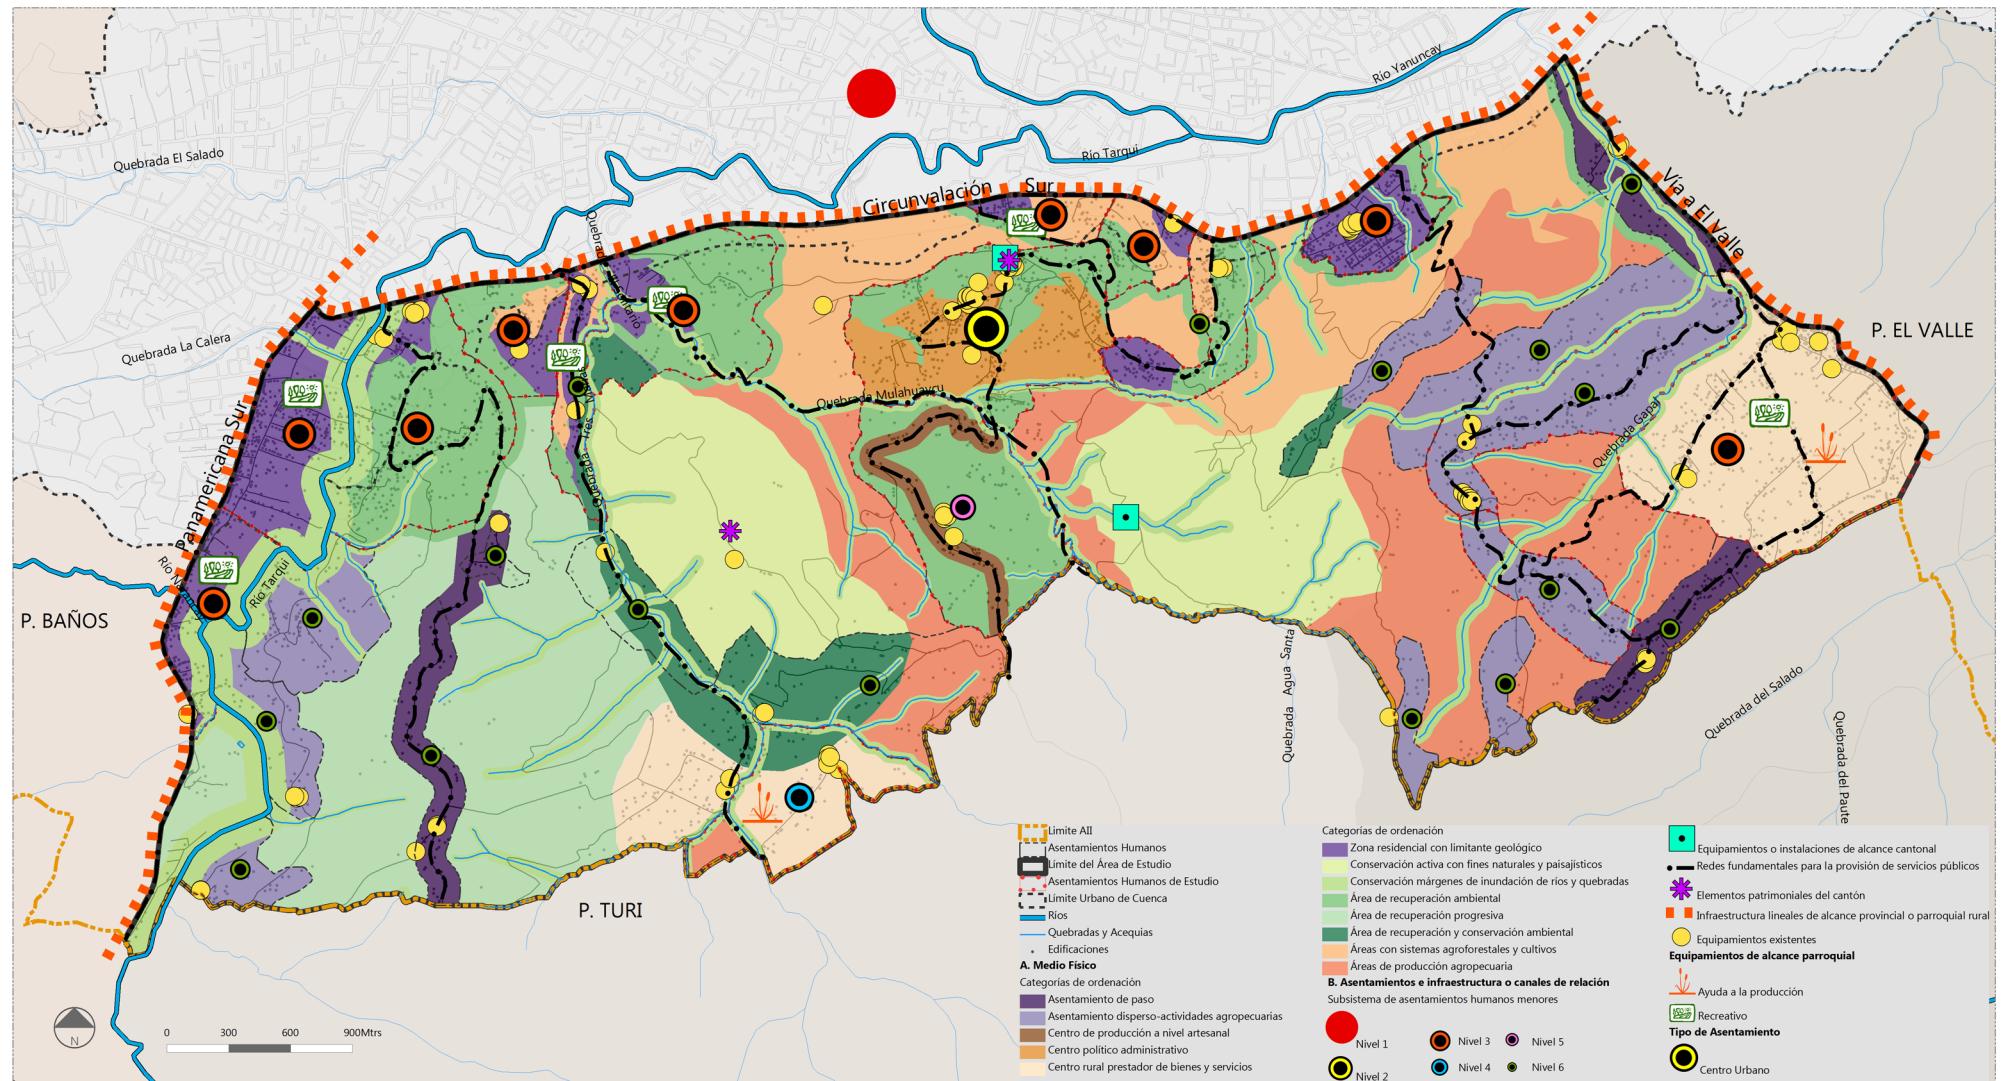 Río Yanuncay
Quebrada El Salado
Río Tarqui
Circunvalación Sur
Vía a El Valle
Quebrada La Calera
P. EL VALLE
Quebrada Mulahuaycu
Panamericana Sur
Quebrada Tres Marías
Quebrada Gapal
Río Tarqui
P. BAÑOS
Quebrada Agua Santa
Quebrada del Salado
Quebrada del Paute
P. TURI
N
0 300 600 900Mtrs
Limite AII
Asentamientos Humanos
Límite del Área de Estudio
Asentamientos Humanos de Estudio
Límite Urbano de Cuenca
Ríos
Quebradas y Acequias
Edificaciones
A. Medio Físico
Categorías de ordenación
Asentamiento de paso
Asentamiento disperso-actividades agropecuarias
Centro de producción a nivel artesanal
Centro político administrativo
Centro rural prestador de bienes y servicios
Categorías de ordenación
Zona residencial con limitante geológico
Conservación activa con fines naturales y paisajísticos
Conservación márgenes de inundación de ríos y quebradas
Área de recuperación ambiental
Área de recuperación progresiva
Área de recuperación y conservación ambiental
Áreas con sistemas agroforestales y cultivos
Áreas de producción agropecuaria
B. Asentamientos e infraestructura o canales de relación
Subsistema de asentamientos humanos menores
Nivel 1
Nivel 2
Nivel 3
Nivel 4
Nivel 5
Nivel 6
Equipamientos o instalaciones de alcance cantonal
Redes fundamentales para la provisión de servicios públicos
Elementos patrimoniales del cantón
Infraestructura lineales de alcance provincial o parroquial rural
Equipamientos existentes
Equipamientos de alcance parroquial
Ayuda a la producción
Recreativo
Tipo de Asentamiento
Centro Urbano